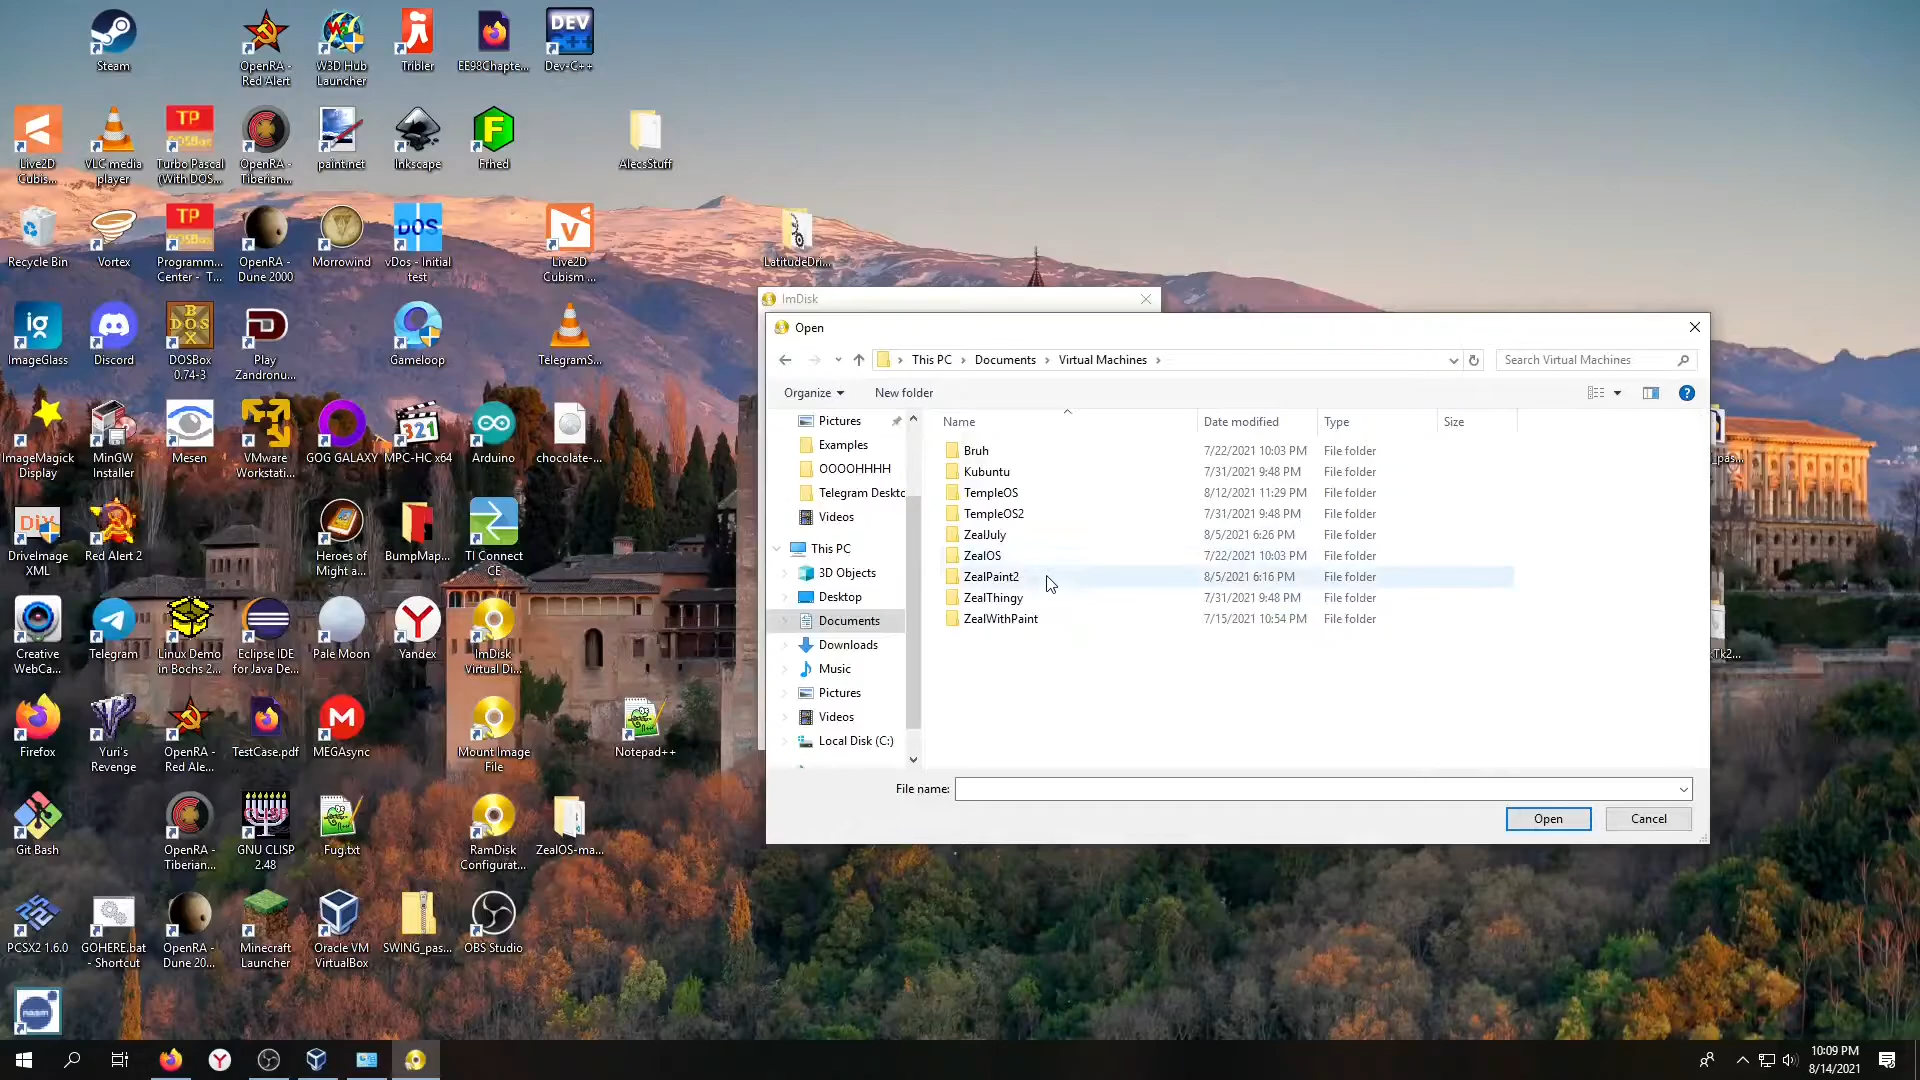 Steam
OpenRA -
Red Alert
W3D Hub
Launcher
Tribler
EE98Chapte...
DEV
C++
Dev-C++
Live2D
Cubis...
VLC media
player
TP
DOSBox
Turbo Pascal
(With DOS...
OpenRA -
Tiberian...
paint.net
Inkscape
F
Frhed
AlecsStuff
Recycle Bin
Vortex
TP
DOSBox
Programm...
Center - T...
OpenRA -
Dune 2000
Morrowind
DOS
vDos - Initial
test
Live2D
Cubism ...
LatitudeDri...
ig
ImageGlass
Discord
BOX
DOS
DOSBox
0.74-3
Play
Zandronu...
Gameloop
TelegramS...
ImageMagick
Display
MinGW
Installer
Mesen
VMware
Workstati...
GOG GALAXY
321
MPC-HC x64
Arduino
chocolate-...
_pas...
DiX
DriveImage
XML
Red Alert 2
Heroes of
Might a...
BumpMap...
TI Connect
CE
Creative
WebCa...
Telegram
Linux Demo
in Bochs 2...
Eclipse IDE
for Java De...
Pale Moon
Yandex
ImDisk
Virtual Di...
Tk2...
Firefox
Yuri's
Revenge
OpenRA -
Red Ale...
TestCase.pdf
MEGAsync
Mount Image
File
Notepad++
Git Bash
OpenRA -
Tiberian...
CLISP
GNU CLISP
2.48
Fug.txt
RamDisk
Configurat...
ZealOS-ma...
PCSX2 1.6.0
GOHERE.bat
- Shortcut
OpenRA -
Dune 20...
Minecraft
Launcher
Oracle VM
VirtualBox
SWING_pas...
OBS Studio
ImDisk
Open
This PC > Documents > Virtual Machines >
Search Virtual Machines
Organize
New folder
Pictures
Examples
OOOOHHHH
Telegram Deskto
Videos
This PC
3D Objects
Desktop
Documents
Downloads
Music
Pictures
Videos
Local Disk (C:)
Name Date modified Type Size
Bruh 7/22/2021 10:03 PM File folder
Kubuntu 7/31/2021 9:48 PM File folder
TempleOS 8/12/2021 11:29 PM File folder
TempleOS2 7/31/2021 9:48 PM File folder
ZealJuly 8/5/2021 6:26 PM File folder
ZealOS 7/22/2021 10:03 PM File folder
ZealPaint2 8/5/2021 6:16 PM File folder
ZealThingy 7/31/2021 9:48 PM File folder
ZealWithPaint 7/15/2021 10:54 PM File folder
File name:
Open
Cancel
10:09 PM
8/14/2021